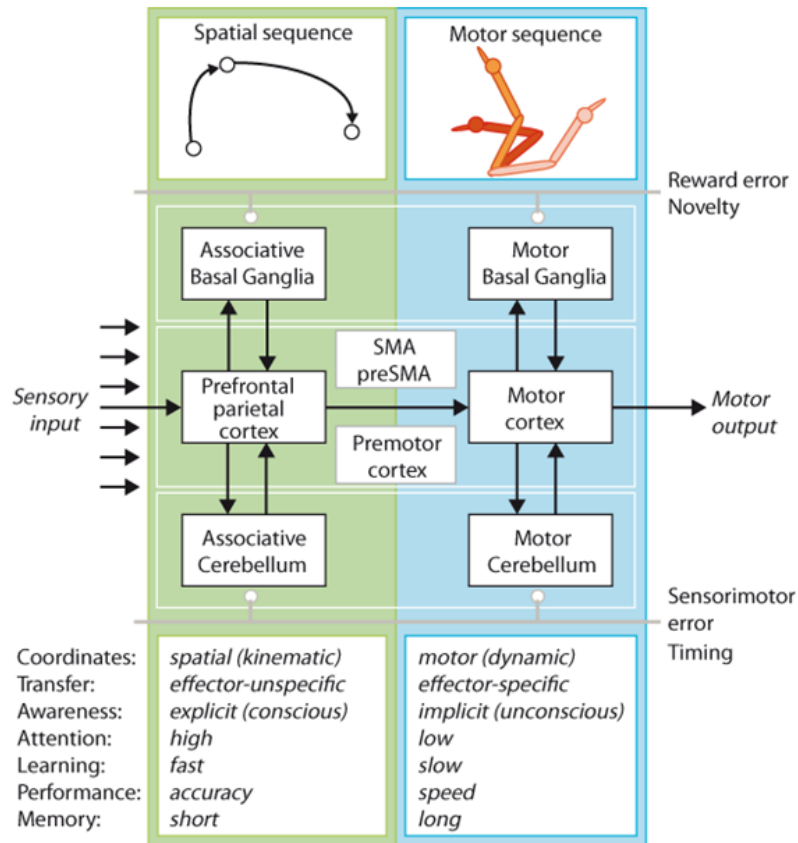 Spatial sequence
Motor sequence
Reward error
Novelty
Associative
Basal Ganglia
Motor
Basal Ganglia
SMA
preSMA
Sensory
input
Prefrontal
parietal
cortex
Motor
cortex
Motor
output
Premotor
cortex
Associative
Cerebellum
Motor
Cerebellum
Sensorimotor
error
Timing
Coordinates: spatial (kinematic) motor (dynamic)
Transfer: effector-unspecific effector-specific
Awareness: explicit (conscious) implicit (unconscious)
Attention: high low
Learning: fast slow
Performance: accuracy speed
Memory: short long